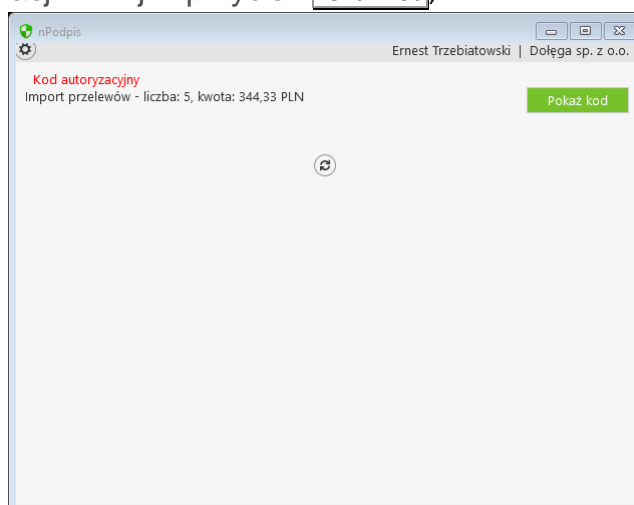 nPodpis
Ernest Trzebiatowski | Dołęga sp. z o.o.
Kod autoryzacyjny
Import przelewów - liczba: 5, kwota: 344,33 PLN
Pokaż kod